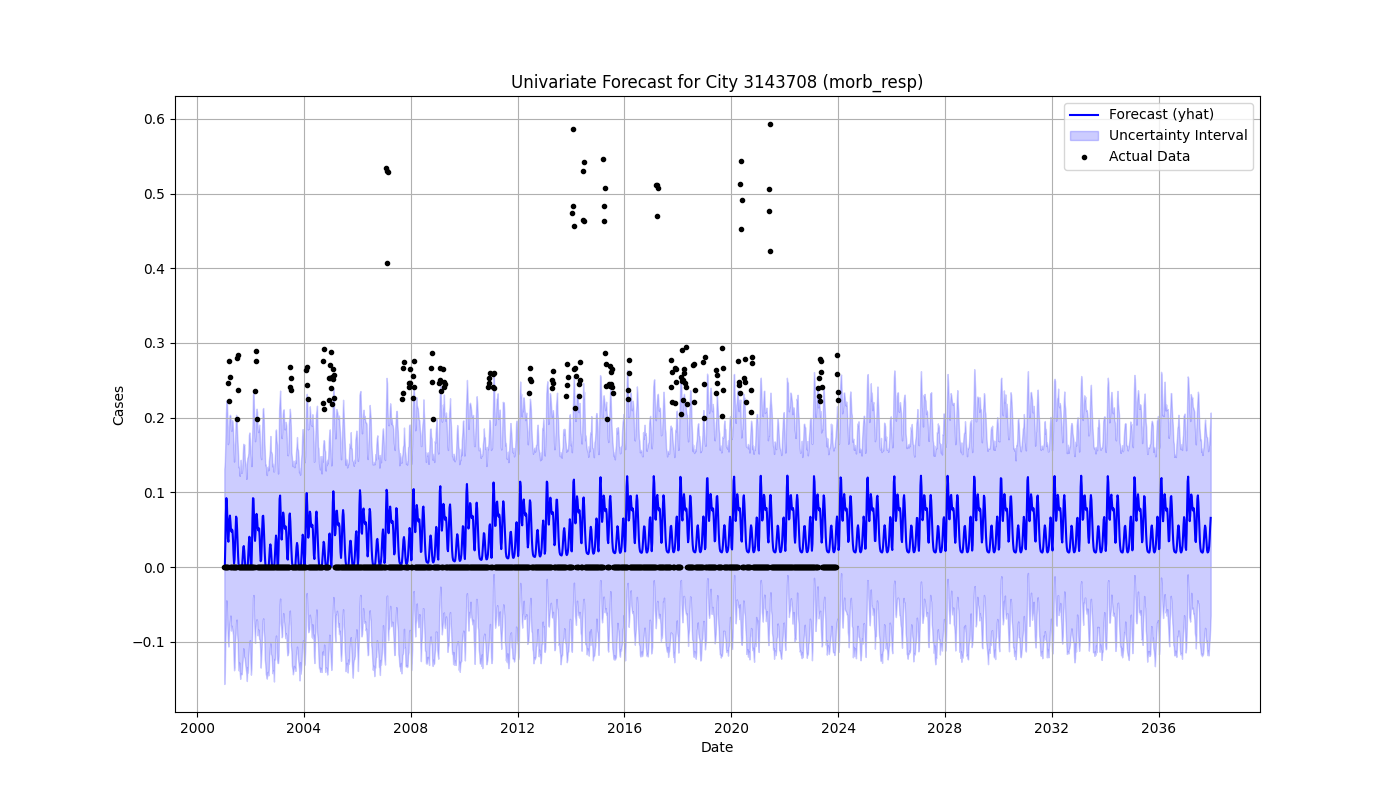 Univariate Forecast for City 3143708 (morb_resp)
Forecast (yhat)
Uncertainty Interval
Actual Data
Cases
0.6
0.5
0.4
0.3
0.2
0.1
0.0
−0.1
2000 2004 2008 2012 2016 2020 2024 2028 2032 2036
Date